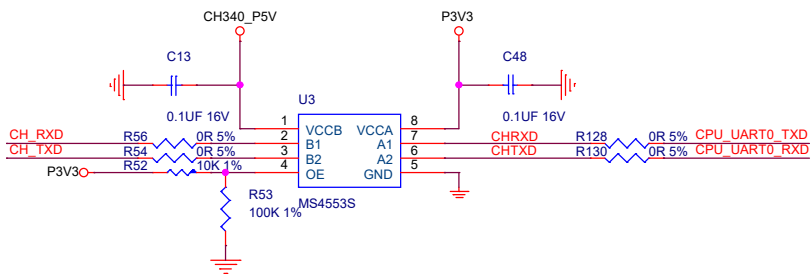 CH340_P5V
P3V3
C13
C48
U3
0.1UF 16V
0.1UF 16V
1
VCCB
VCCA
8
CH_RXD
R56
0R 5%
2
B1
A1
7
CHRXD
R128
0R 5%
CPU_UART0_TXD
CH_TXD
R54
0R 5%
3
B2
A2
6
CHTXD
R130
0R 5%
CPU_UART0_RXD
P3V3
R52
10K 1%
4
OE
GND
5
R53
100K 1%
MS4553S